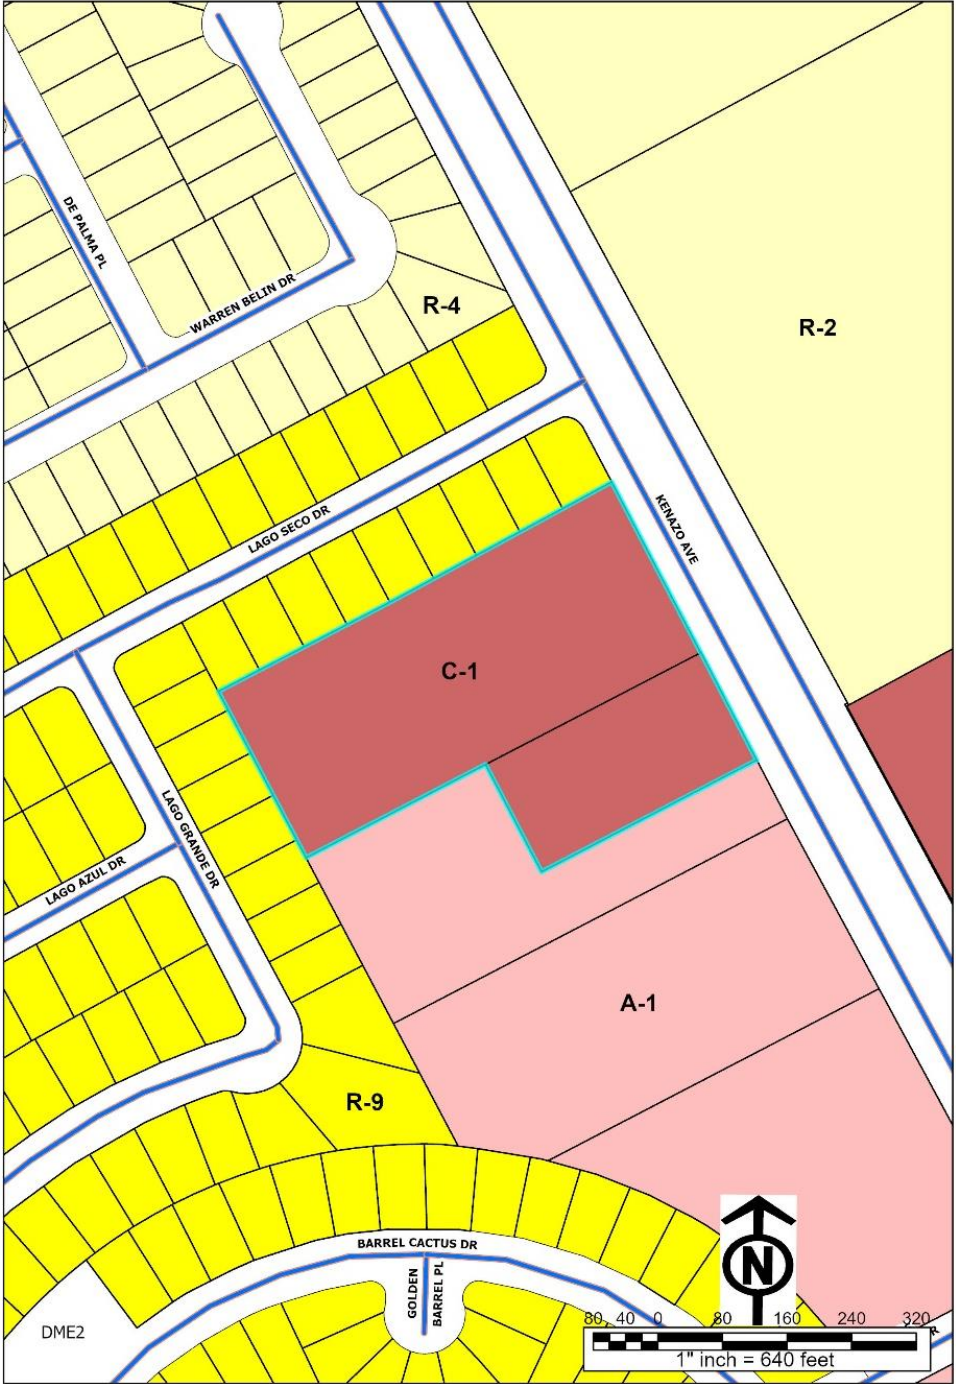 DE PALMA PL
WARREN BELIN DR
R-4
R-2
KENAZO AVE
LAGO SECO DR
C-1
LAGO GRANDE DR
LAGO AZUL DR
A-1
R-9
BARREL CACTUS DR
GOLDEN
BARREL PL
DME2
N
80 40 0 80 160 240 320
1" inch = 640 feet